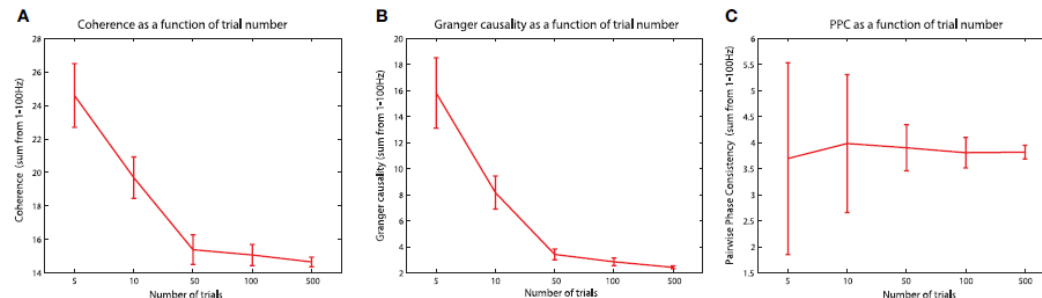 A
Coherence as a function of trial number
28
26
24
22
20
18
16
14
Coherence (sum from 1-100Hz)
5 10 50 100 500
Number of trials
B
Granger causality as a function of trial number
20
18
16
14
12
10
8
6
4
2
Granger causality (sum from 1-100Hz)
5 10 50 100 500
Number of trials
C
PPC as a function of trial number
6
5.5
5
4.5
4
3.5
3
2.5
2
1.5
Pairwise Phase Consistency (sum from 1-100Hz)
5 10 50 100 500
Number of trials